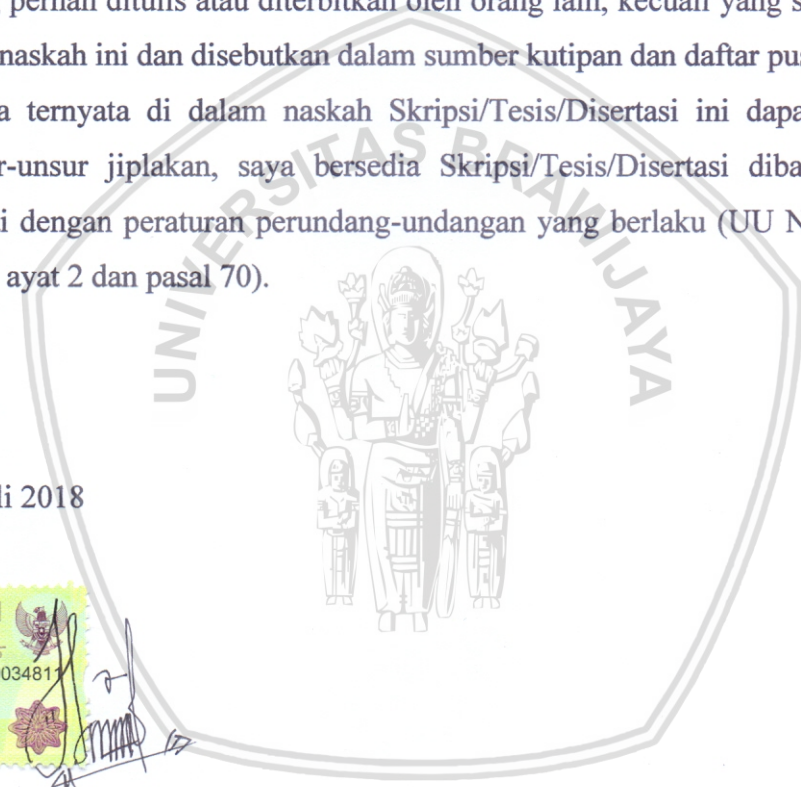 pernah ditulis atau diterbitkan oleh orang lain, kecuali yang s
naskah ini dan disebutkan dalam sumber kutipan dan daftar pus
a ternyata di dalam naskah Skripsi/Tesis/Disertasi ini dapa
r-unsur jiplakan, saya bersedia Skripsi/Tesis/Disertasi diba
i dengan peraturan perundang-undangan yang berlaku (UU N
ayat 2 dan pasal 70).
UNIVERSITAS BRAWIJAYA
li 2018
034811